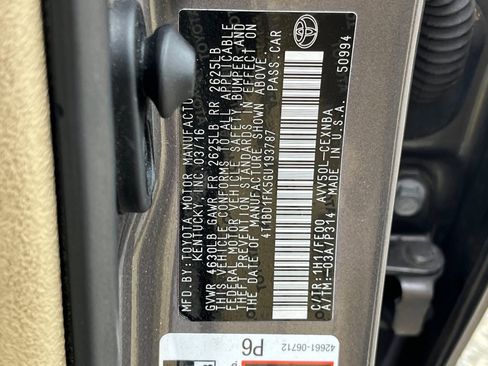 MFD. BY: TOYOTA MOTOR MANUFACTU
KENTUCKY, INC. 03/16
GVWR 4630LB GAWR FR 2625LB RR 2625LB
THIS VEHICLE CONFORMS TO ALL APPLICABLE
FEDERAL MOTOR VEHICLE SAFETY, BUMPER, AND
THEFT PREVENTION STANDARDS IN EFFECT ON
THE DATE OF MANUFACTURE SHOWN ABOVE.
4T1BD1FK5GU193787 PASS. CAR
C/TR: 1H1/FE00 AVV50L-CEXNBA
A/TM: -03A/P314 MADE IN U.S.A.
50994
42661-06712
P6